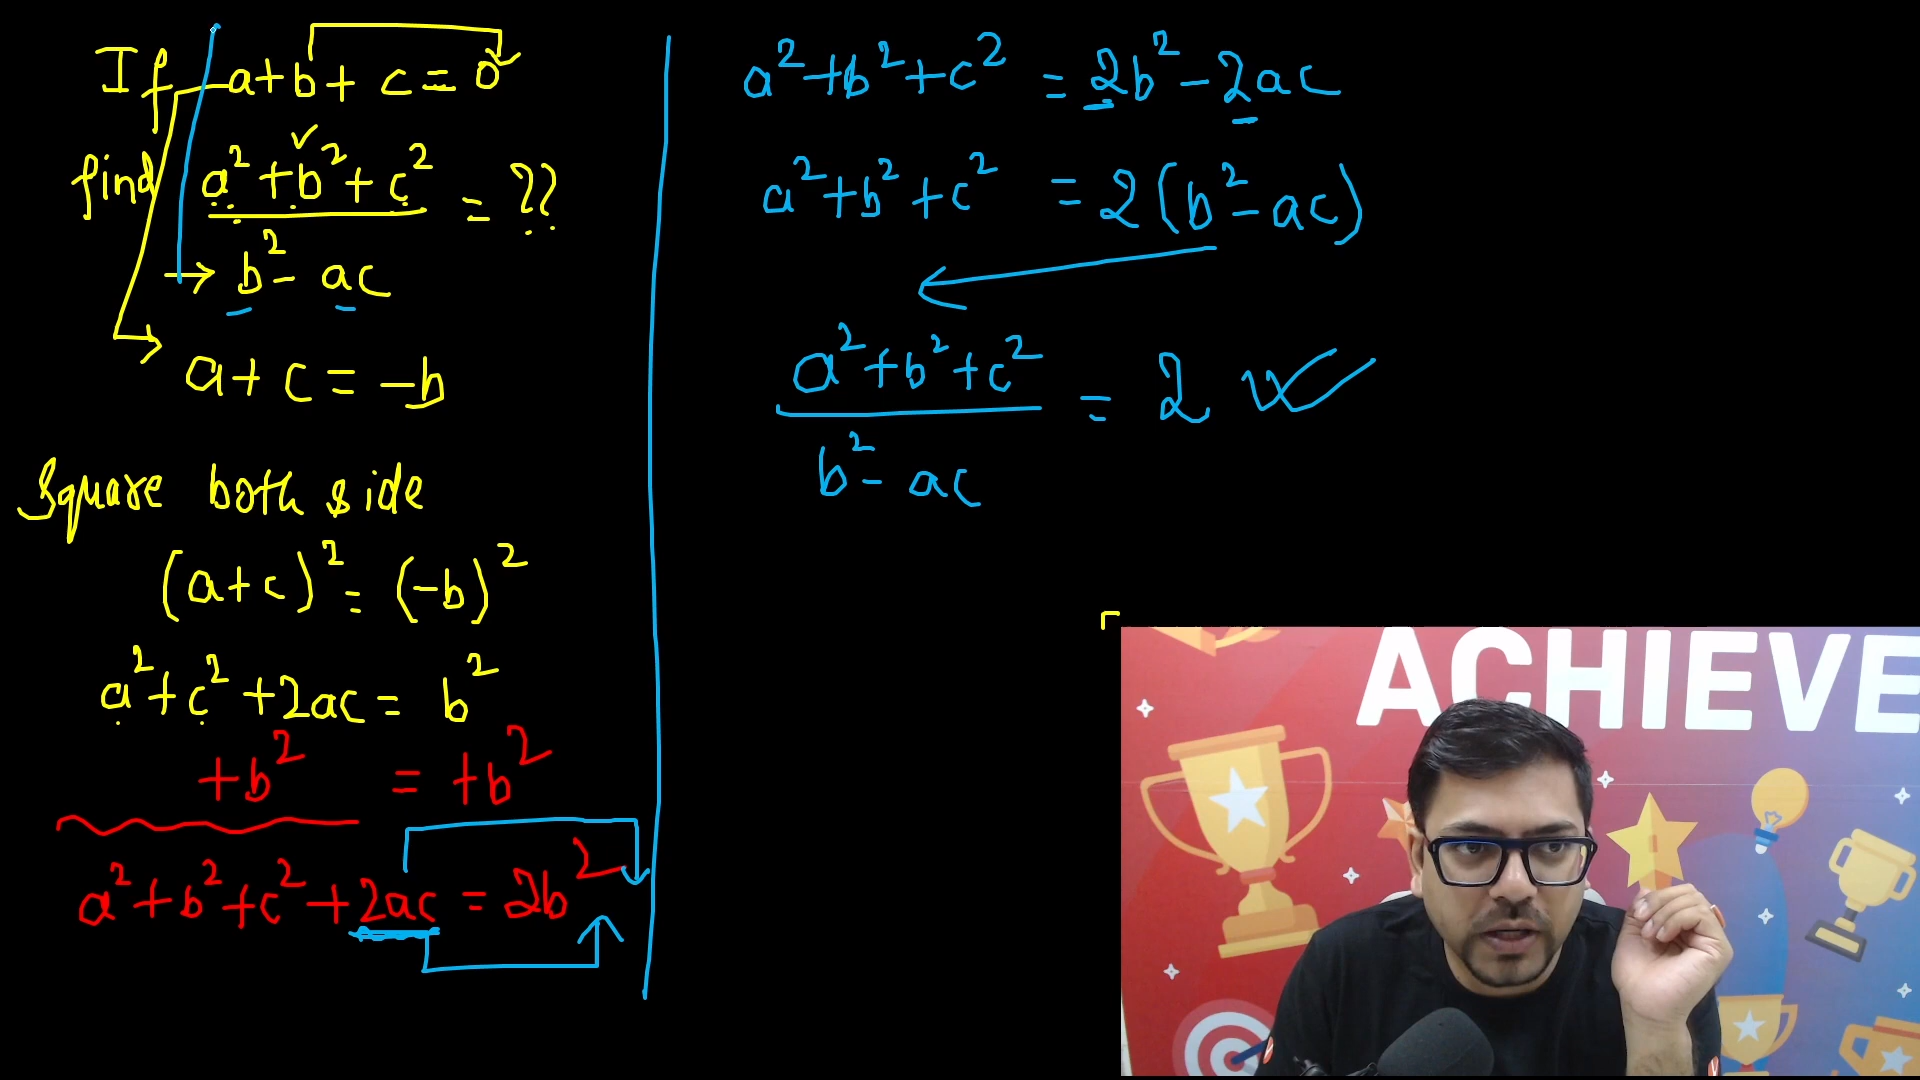 If a+b+c=0
find a²+b²+c² = ??
b²-ac
a+c=-b
Square both side
(a+c)²=(-b)²
a²+c²+2ac=b²
+b² = +b²
a²+b²+c²+2ac=2b²
a²+b²+c² = 2b²-2ac
a²+b²+c² = 2(b²-ac)
a²+b²+c² = 2
b²-ac
ACHIEVE